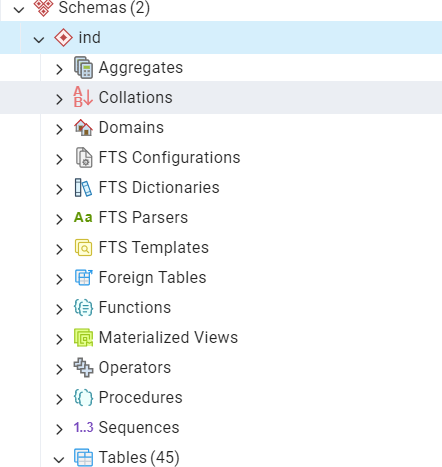 Schemas (2)
ind
Aggregates
A
B Collations
Domains
FTS Configurations
FTS Dictionaries
Aa FTS Parsers
FTS Templates
Foreign Tables
Functions
Materialized Views
Operators
Procedures
1..3 Sequences
Tables (45)